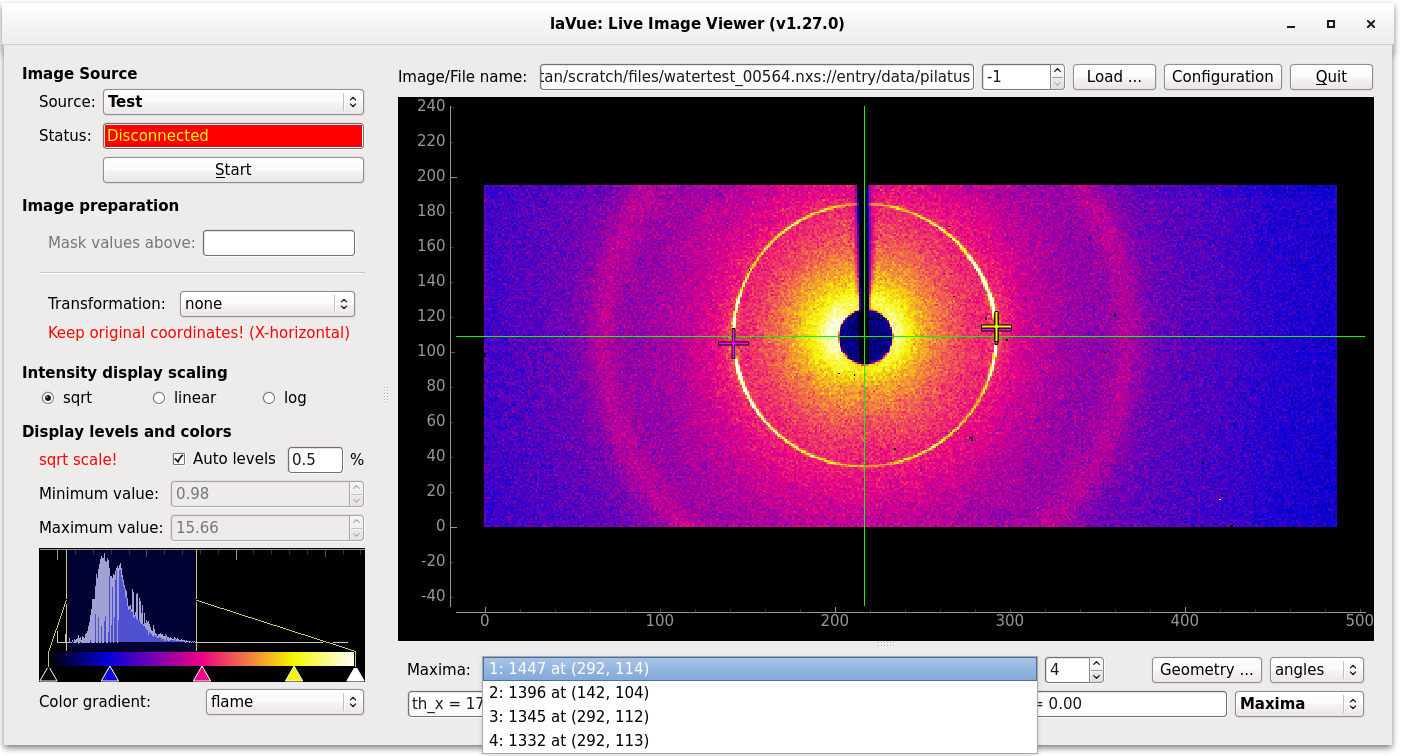 laVue: Live Image Viewer (v1.27.0)
Image Source
Source: Test
Status: Disconnected
Start
Image preparation
Mask values above:
Transformation: none
Keep original coordinates! (X-horizontal)
Intensity display scaling
sqrt linear log
Display levels and colors
sqrt scale! Auto levels 0.5 %
Minimum value: 0.98
Maximum value: 15.66
Color gradient: flame
Image/File name: tan/scratch/files/watertest_00564.nxs://entry/data/pilatus -1 Load ... Configuration Quit
240
220
200
180
160
140
120
100
80
60
40
20
0
-20
-40
0 100 200 300 400 500
Maxima: 1: 1447 at (292, 114) 4 Geometry ... angles
2: 1396 at (142, 104)
th_x = 17 = 0.00 Maxima
3: 1345 at (292, 112)
4: 1332 at (292, 113)